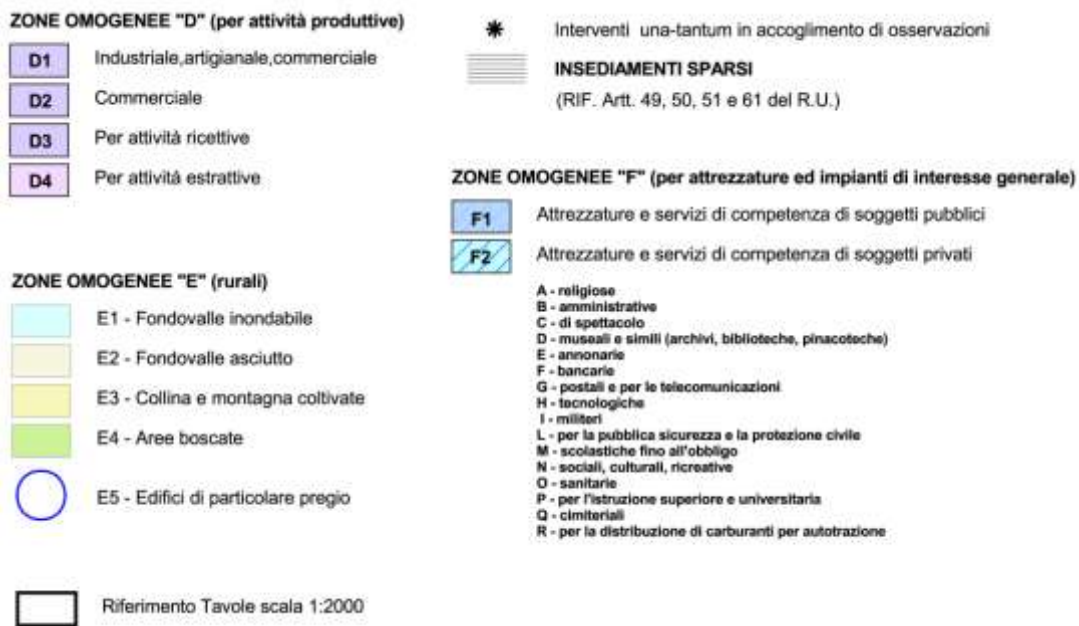 ZONE OMOGENEE "D" (per attività produttive)
D1 Industriale,artigianale,commerciale
D2 Commerciale
D3 Per attività ricettive
D4 Per attività estrattive
ZONE OMOGENEE "E" (rurali)
E1 - Fondovalle inondabile
E2 - Fondovalle asciutto
E3 - Collina e montagna coltivate
E4 - Aree boscate
E5 - Edifici di particolare pregio
Riferimento Tavole scala 1:2000
* Interventi una-tantum in accoglimento di osservazioni
INSEDIAMENTI SPARSI
(RIF. Artt. 49, 50, 51 e 61 del R.U.)
ZONE OMOGENEE "F" (per attrezzature ed impianti di interesse generale)
F1 Attrezzature e servizi di competenza di soggetti pubblici
F2 Attrezzature e servizi di competenza di soggetti privati
A - religiose
B - amministrative
C - di spettacolo
D - museali e simili (archivi, biblioteche, pinacoteche)
E - annonarie
F - bancarie
G - postali e per le telecomunicazioni
H - tecnologiche
I - militeri
L - per la pubblica sicurezza e la protezione civile
M - scolastiche fino all'obbligo
N - sociali, culturali, ricreative
O - sanitarie
P - per l'istruzione superiore e universitaria
Q - cimiteriali
R - per la distribuzione di carburanti per autotrazione